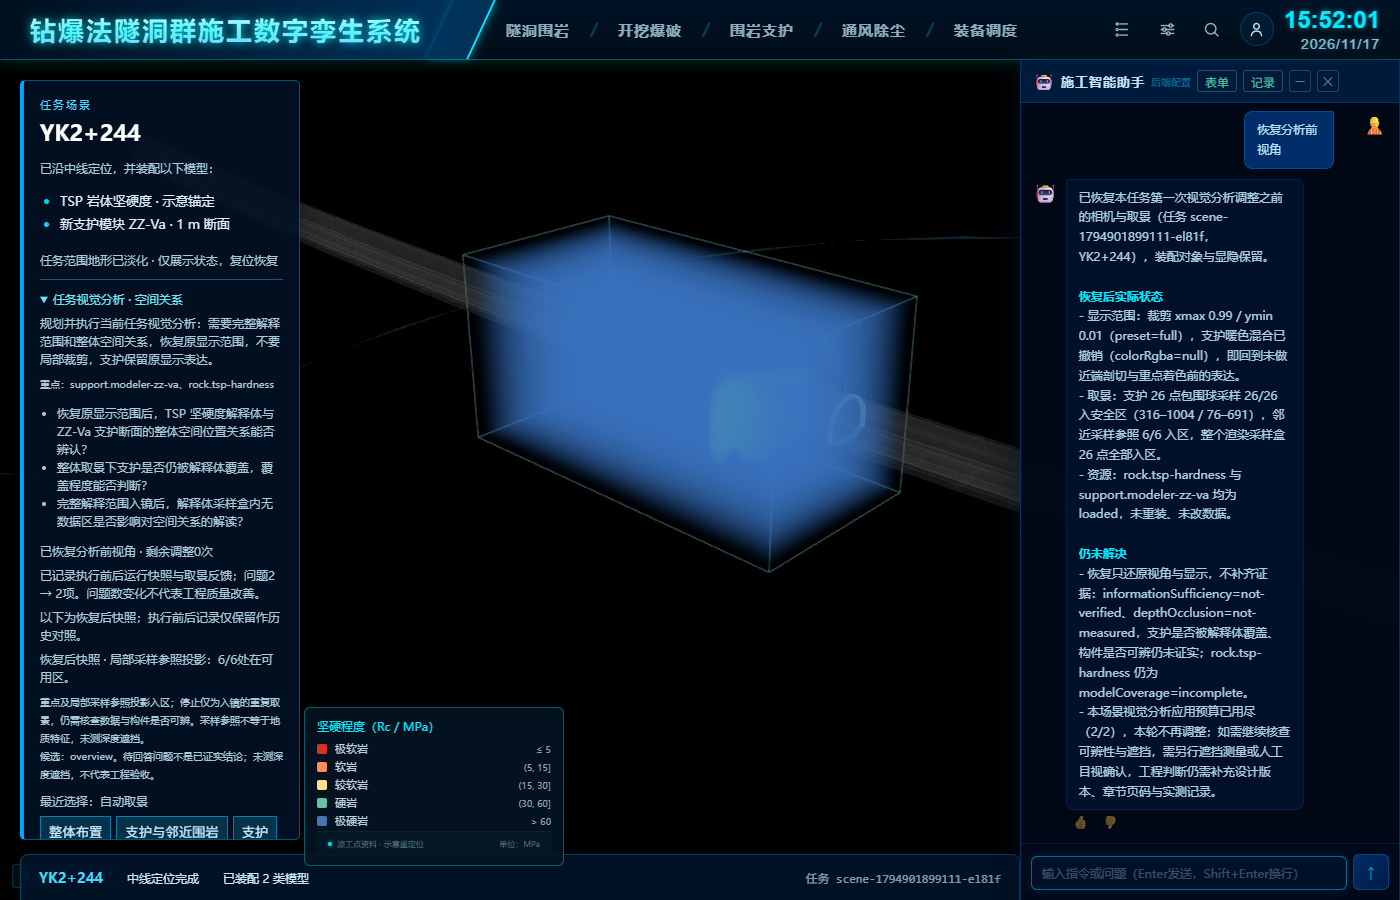 钻爆法隧洞群施工数字孪生系统
隧洞围岩 / 开挖爆破 / 围岩支护 / 通风除尘 / 装备调度
15:52:01
2026/11/17
任务场景
YK2+244
已沿中线定位，并装配以下模型：
TSP 岩体坚硬度 · 示意锚定
新支护模块 ZZ-Va · 1 m 断面
任务范围地形已淡化 · 仅展示状态，复位恢复
▼ 任务视觉分析 · 空间关系
规划并执行当前任务视觉分析：需要完整解释
范围和整体空间关系，恢复原显示范围，不要
局部裁剪，支护保留原显示表达。
重点：support.modeler-zz-va、rock.tsp-hardness
恢复原显示范围后，TSP 坚硬度解释体与
ZZ-Va 支护断面的整体空间位置关系能否
辨认？
整体取景下支护是否仍被解释体覆盖，覆
盖程度能否判断？
完整解释范围入镜后，解释体采样盒内无
数据区是否影响对空间关系的解读？
已恢复分析前视角 · 剩余调整0次
已记录执行前后运行快照与取景反馈；问题2
→ 2项。问题数变化不代表工程质量改善。
以下为恢复后快照；执行前后记录仅保留作历
史对照。
恢复后快照 · 局部采样参照投影：6/6处在可
用区。
重点及局部采样参照投影入区；停止仅为入镜的重复取
景，仍需核查数据与构件是否可辨。采样参照不等于地
质特征，未测深度遮挡。
候选：overview。待回答问题不是已证实结论；未测深
度遮挡，不代表工程验收。
最近选择：自动取景
整体布置
支护与邻近围岩
支护
坚硬程度（Rc / MPa）
极软岩 ≤ 5
软岩 (5, 15]
较软岩 (15, 30]
硬岩 (30, 60]
极硬岩 > 60
源工点资料 · 示意重定位 单位：MPa
YK2+244 中线定位完成 已装配 2 类模型
任务 scene-1794901899111-el81f
施工智能助手 后端配置 表单 记录
恢复分析前
视角
已恢复本任务第一次视觉分析调整之前
的相机与取景（任务 scene-
1794901899111-el81f，
YK2+244），装配对象与显隐保留。
恢复后实际状态
- 显示范围：裁剪 xmax 0.99 / ymin
0.01（preset=full），支护暖色混合已
撤销（colorRgba=null），即回到未做
近端剖切与重点着色前的表达。
- 取景：支护 26 点包围球采样 26/26
入安全区（316–1004 / 76–691），邻
近采样参照 6/6 入区，整个渲染采样盒
26 点全部入区。
- 资源：rock.tsp-hardness 与
support.modeler-zz-va 均为
loaded，未重装、未改数据。
仍未解决
- 恢复只还原视角与显示，不补齐证
据：informationSufficiency=not-
verified、depthOcclusion=not-
measured，支护是否被解释体覆盖、
构件是否可辨仍未证实；rock.tsp-
hardness 仍为
modelCoverage=incomplete。
- 本场景视觉分析应用预算已用尽
（2/2），本轮不再调整；如需继续核查
可辨性与遮挡，需另行遮挡测量或人工
目视确认，工程判断仍需补充设计版
本、章节页码与实测记录。
输入指令或问题（Enter发送，Shift+Enter换行）